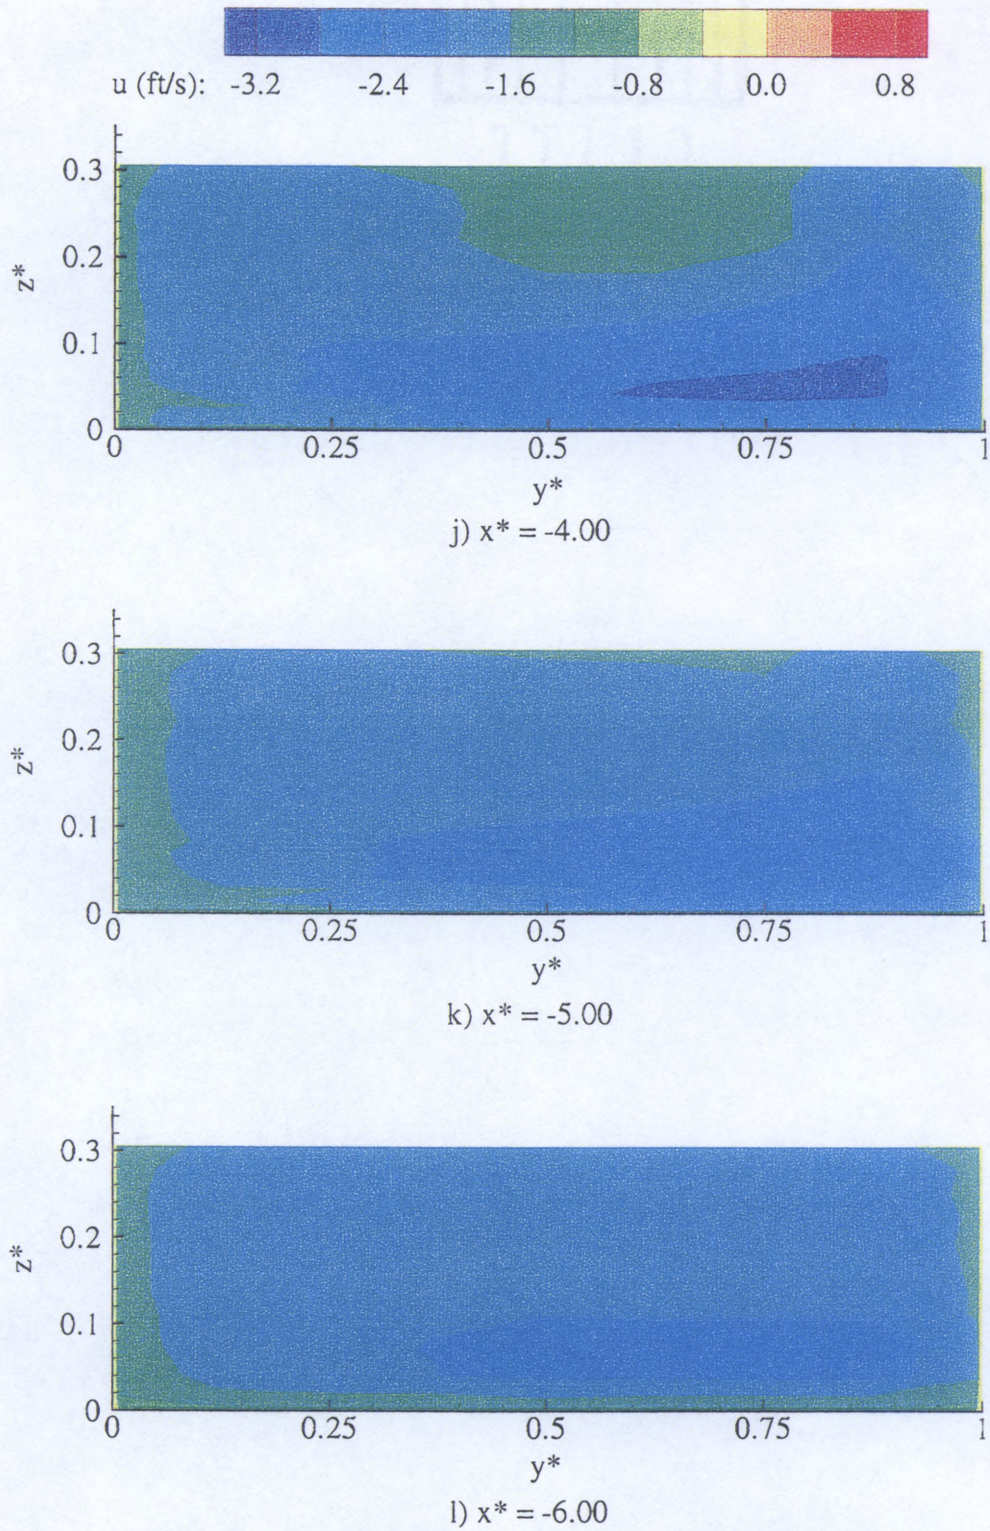 u (ft/s): -3.2 -2.4 -1.6 -0.8 0.0 0.8
0.3
0.2
z*
0.1
0
0 0.25 0.5 0.75 1
y*
j) x* = -4.00
0.3
0.2
z*
0.1
0
0 0.25 0.5 0.75 1
y*
k) x* = -5.00
0.3
0.2
z*
0.1
0
0 0.25 0.5 0.75 1
y*
l) x* = -6.00